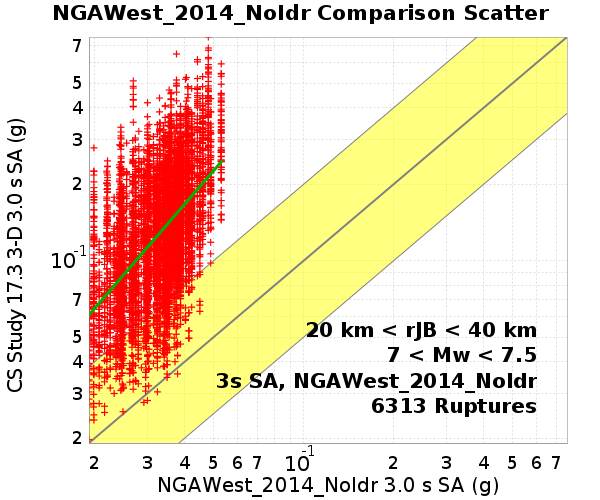 NGAWest_2014_NoIdr Comparison Scatter
CS Study 17.3 3-D 3.0 s SA (g)
7
5
4
3
2
10-1
7
5
4
3
2
20 km < rJB < 40 km
7 < Mw < 7.5
3s SA, NGAWest_2014_NoIdr
6313 Ruptures
2 3 4 5 6 7 10-1 2 3 4 5 6 7
NGAWest_2014_NoIdr 3.0 s SA (g)